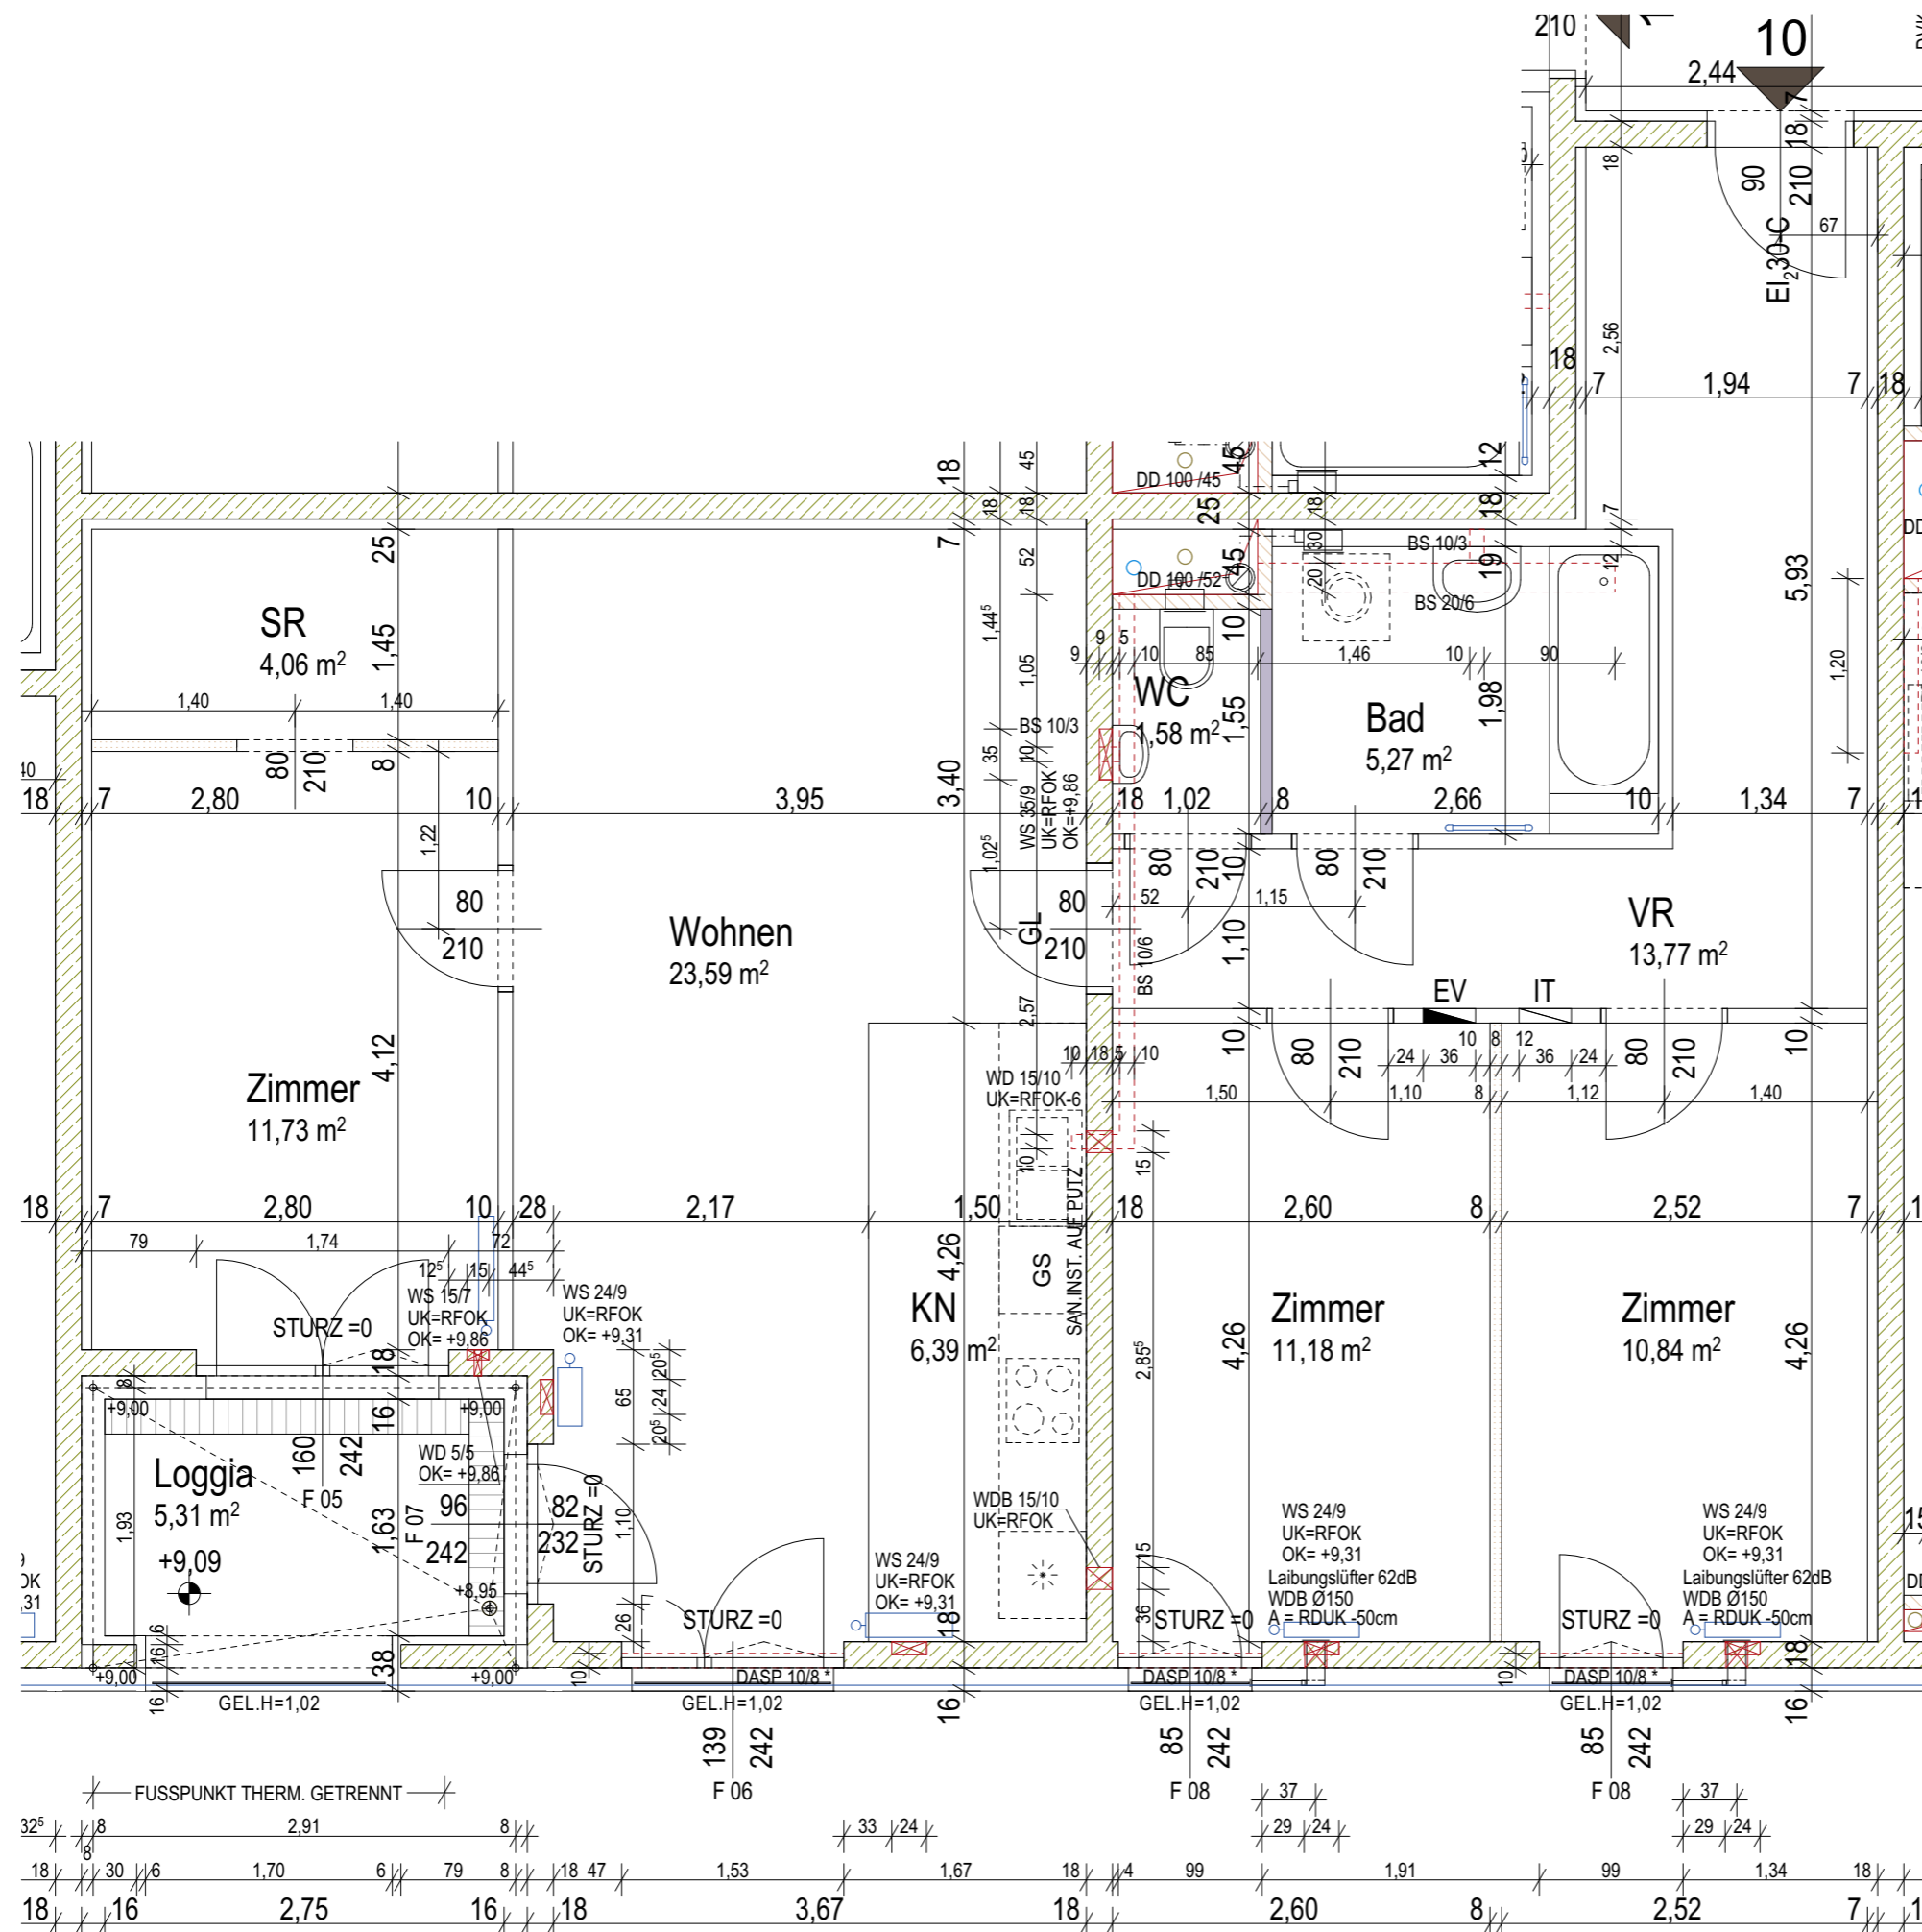 210
10
2,44
7
18
90
210
EI₂30-C
67
18
2,56
18
7
1,94
7
18
18
45
12
DD 100 /45
45
25
18
18
18
18
7
25
7
52
DD 100 /52
45
30
20
BS 10/3
19
12
BS 20/6
5,93
SR
4,06 m²
1,45
1,44⁵
1,05
9
9
5
10
85
10
1,46
10
90
1,20
WC
1,58 m²
1,55
Bad
5,27 m²
1,98
1,40
1,40
80
210
8
BS 10/3
35
10
3,40
WS 35/9
UK=RFOK
OK=+9,86
40
18
7
2,80
10
3,95
18
1,02
8
2,66
10
1,34
7
1,22
1,02⁵
80
210
10
80
210
80
210
GL
80
210
52
1,15
1,10
BS 10/6
Wohnen
23,59 m²
VR
13,77 m²
EV
IT
2,57
4,12
Zimmer
11,73 m²
10
18
5
10
10
80
210
24
36
10
8
12
36
24
80
210
10
WD 15/10
UK=RFOK-6
1,50
1,10
8
1,12
1,40
10
15
SAN.INST. AUF PUTZ
18
7
2,80
10
28
2,17
1,50
18
2,60
8
2,52
7
79
1,74
72
12⁵
15
44⁵
WS 15/7
UK=RFOK
OK= +9,86
WS 24/9
UK=RFOK
OK= +9,31
STURZ =0
GS
4,26
KN
6,39 m²
4,26
Zimmer
11,18 m²
Zimmer
10,84 m²
4,26
2,85⁵
18
8
16
+9,00
+9,00
65
20⁵
24
20⁵
160
242
F 05
WD 5/5
OK= +9,86
Loggia
5,31 m²
+9,09
1,93
1,63
F 07
96
242
82
232
STURZ =0
1,10
+8,95
WDB 15/10
UK=RFOK
WS 24/9
UK=RFOK
OK= +9,31
15
36
WS 24/9
UK=RFOK
OK= +9,31
Laibungslüfter 62dB
WDB Ø150
A = RDUK -50cm
WS 24/9
UK=RFOK
OK= +9,31
Laibungslüfter 62dB
WDB Ø150
A = RDUK -50cm
26
STURZ =0
STURZ =0
STURZ =0
6
16
16
38
10
18
16
10
18
16
+9,00
+9,00
DASP 10/8 *
DASP 10/8 *
DASP 10/8 *
GEL.H=1,02
GEL.H=1,02
GEL.H=1,02
GEL.H=1,02
139
242
F 06
85
242
F 08
85
242
F 08
FUSSPUNKT THERM. GETRENNT
37
37
32⁵
8
2,91
8
33
24
29
24
29
24
8
18
30
6
1,70
6
79
8
18
47
1,53
1,67
18
4
99
1,91
99
1,34
18
18
16
2,75
16
18
3,67
18
2,60
8
2,52
7